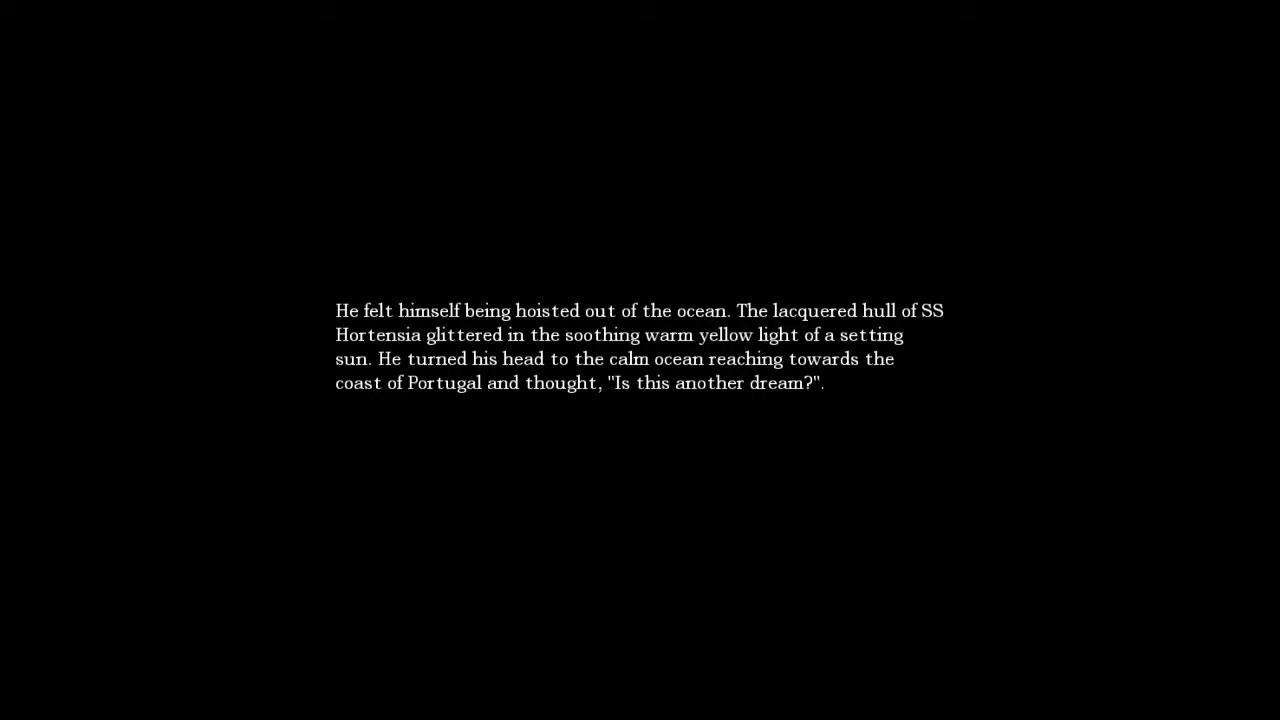 He felt himself being hoisted out of the ocean. The lacquered hull of SS
Hortensia glittered in the soothing warm yellow light of a setting
sun. He turned his head to the calm ocean reaching towards the
coast of Portugal and thought, "Is this another dream?".